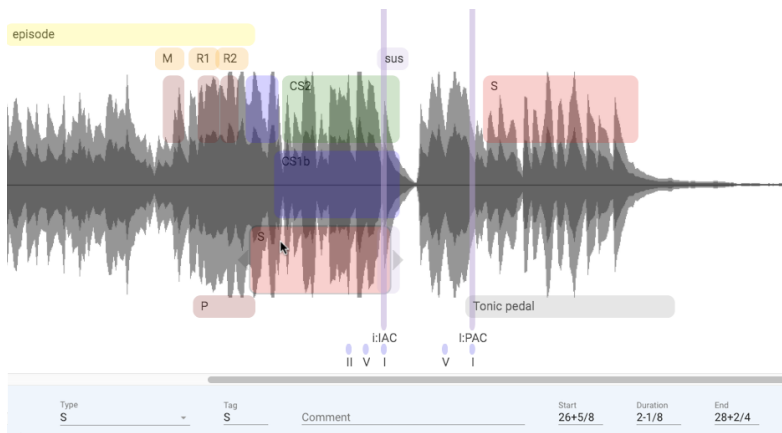 episode
M R1 R2 sus
CS2 S
CS1b
S
P Tonic pedal
i:IAC I:PAC
II V I V I
Type Tag Start Duration End
S S Comment 26+5/8 2-1/8 28+2/4